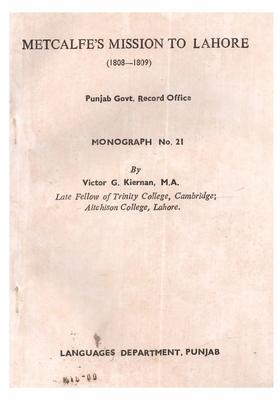 METCALFE'S MISSION TO LAHORE
(1808—1809)
Punjab Govt. Record Office
MONOGRAPH No. 21
By
Victor G. Kiernan, M.A.
Late Fellow of Trinity College, Cambridge;
Aitchison College, Lahore.
LANGUAGES DEPARTMENT, PUNJAB